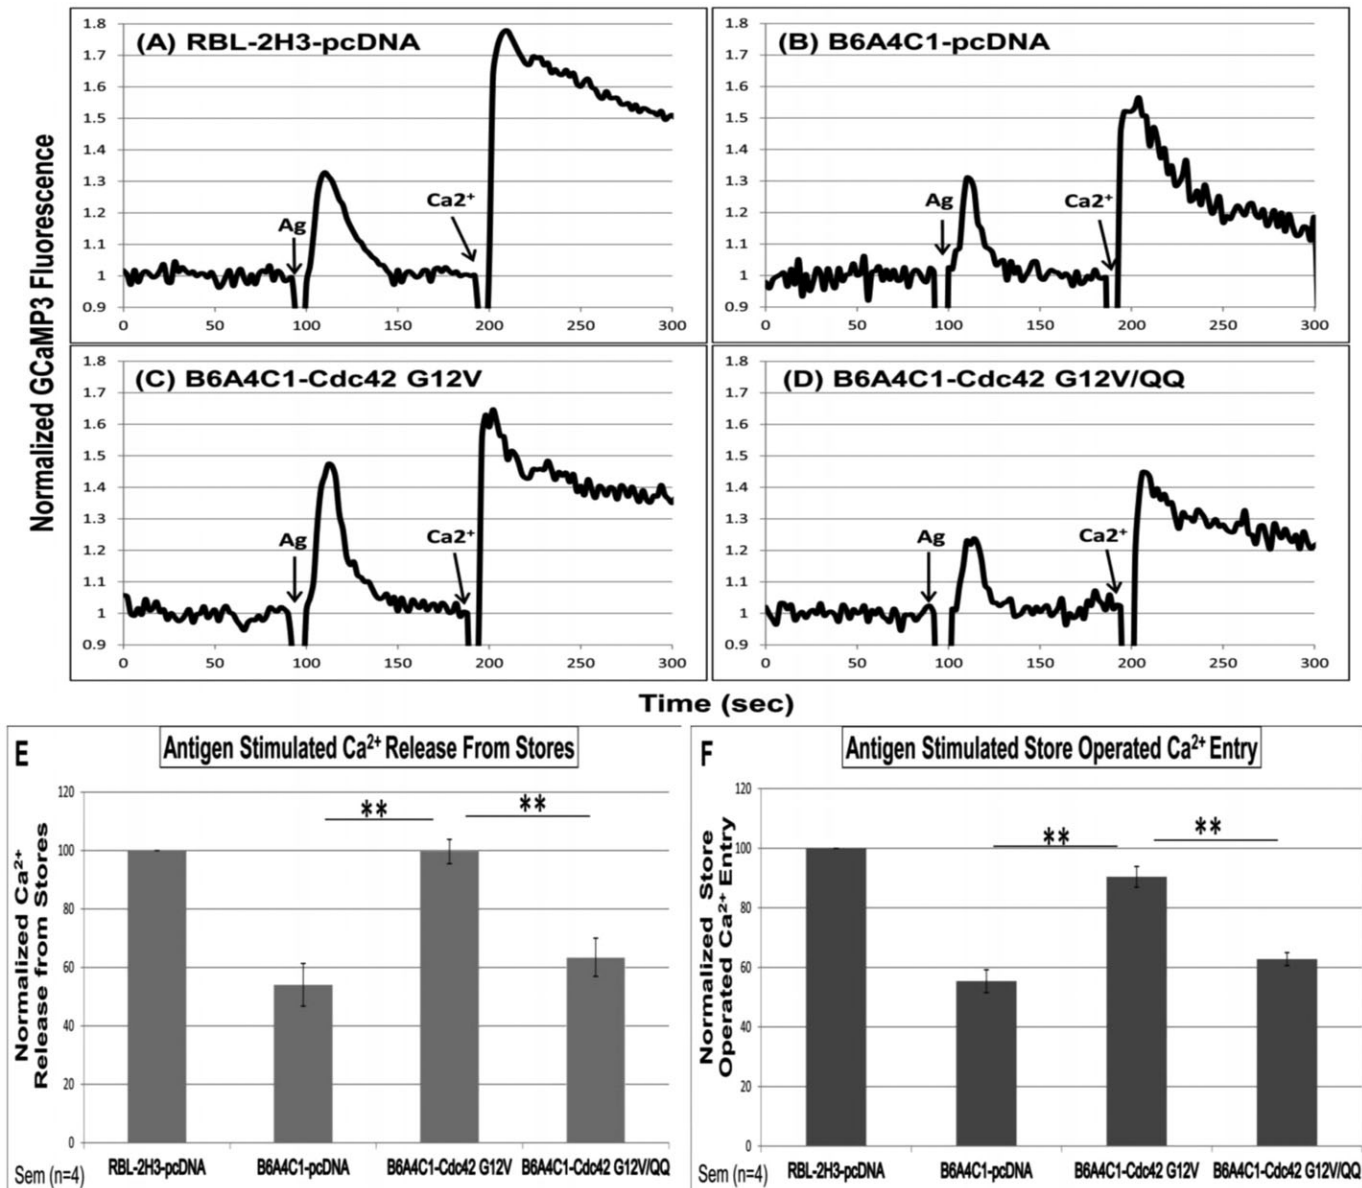 Normalized GCaMP3 Fluorescence
(A) RBL-2H3-pcDNA
1.8
1.7
1.6
1.5
1.4
1.3
1.2
1.1
1
0.9
Ag
Ca2+
0 50 100 150 200 250 300
(B) B6A4C1-pcDNA
1.8
1.7
1.6
1.5
1.4
1.3
1.2
1.1
1
0.9
Ag
Ca2+
0 50 100 150 200 250 300
(C) B6A4C1-Cdc42 G12V
1.8
1.7
1.6
1.5
1.4
1.3
1.2
1.1
1
0.9
Ag
Ca2+
0 50 100 150 200 250 300
(D) B6A4C1-Cdc42 G12V/QQ
1.8
1.7
1.6
1.5
1.4
1.3
1.2
1.1
1
0.9
Ag
Ca2+
0 50 100 150 200 250 300
Time (sec)
E
Antigen Stimulated Ca²⁺ Release From Stores
Normalized Ca²⁺
Release from Stores
120
100
80
60
40
20
0
** **
RBL-2H3-pcDNA B6A4C1-pcDNA B6A4C1-Cdc42 G12V B6A4C1-Cdc42 G12V/QQ
Sem (n=4)
F
Antigen Stimulated Store Operated Ca²⁺ Entry
Normalized Store
Operated Ca²⁺ Entry
120
100
80
60
40
20
0
** **
RBL-2H3-pcDNA B6A4C1-pcDNA B6A4C1-Cdc42 G12V B6A4C1-Cdc42 G12V/QQ
Sem (n=4)